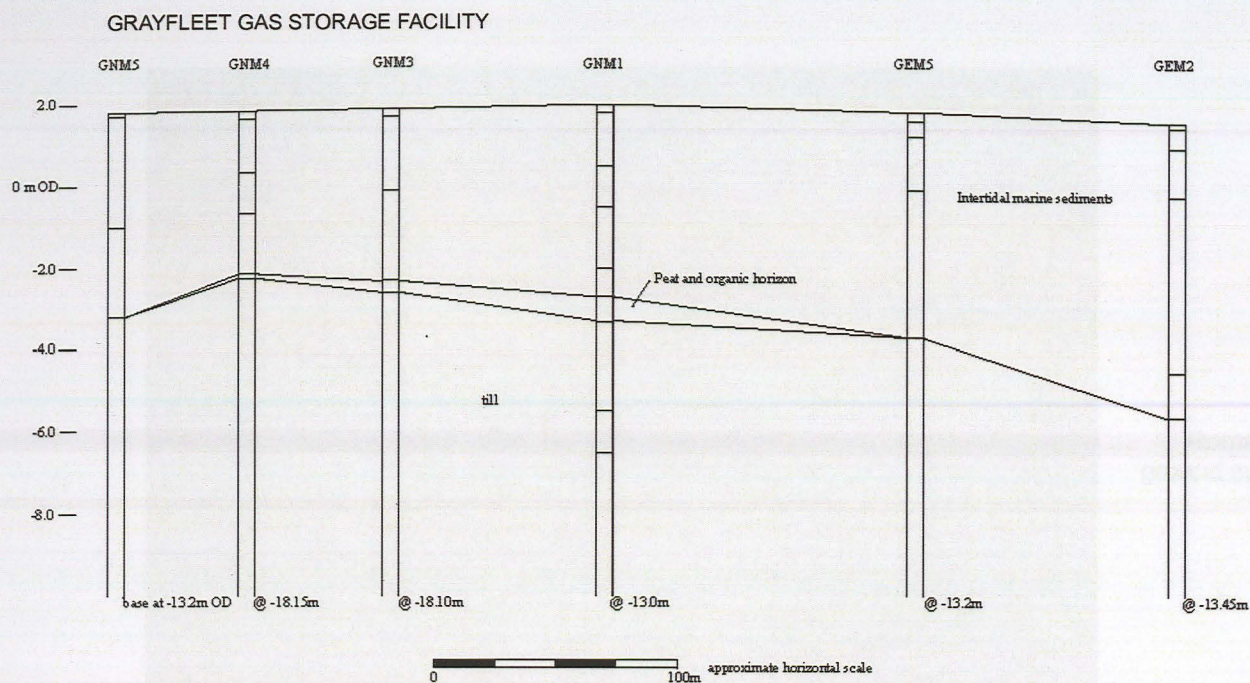 GRAYFLEET GAS STORAGE FACILITY
GNM5 GNM4 GNM3 GNM1 GEM5 GEM2
2.0
0 m OD
Intertidal marine sediments
-2.0
Peat and organic horizon
-4.0
till
-6.0
-8.0
base at -13.2m OD @ -18.15m @ -18.10m @ -13.0m @ -13.2m @ -13.45m
0 100m approximate horizontal scale